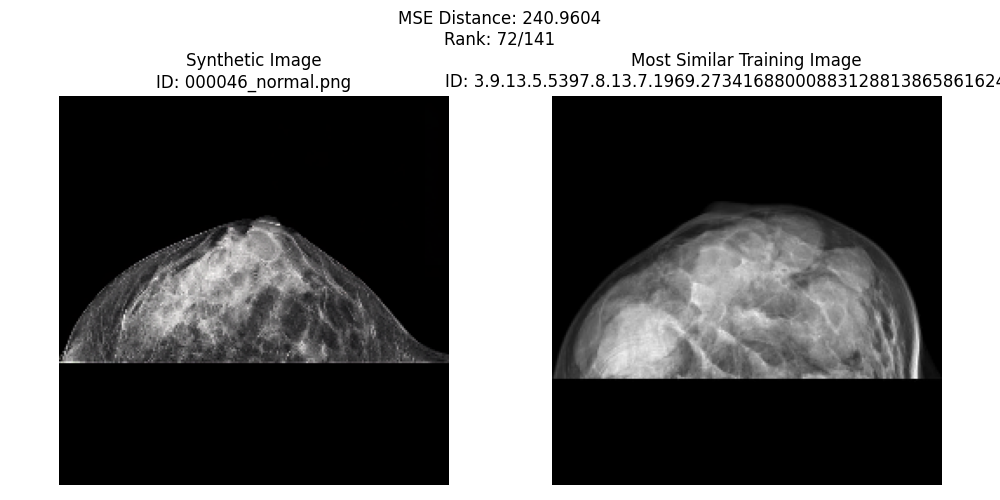 MSE Distance: 240.9604
Rank: 72/141
Synthetic Image
ID: 000046_normal.png
Most Similar Training Image
ID: 3.9.13.5.5397.8.13.7.1969.27341688000883128813865861624